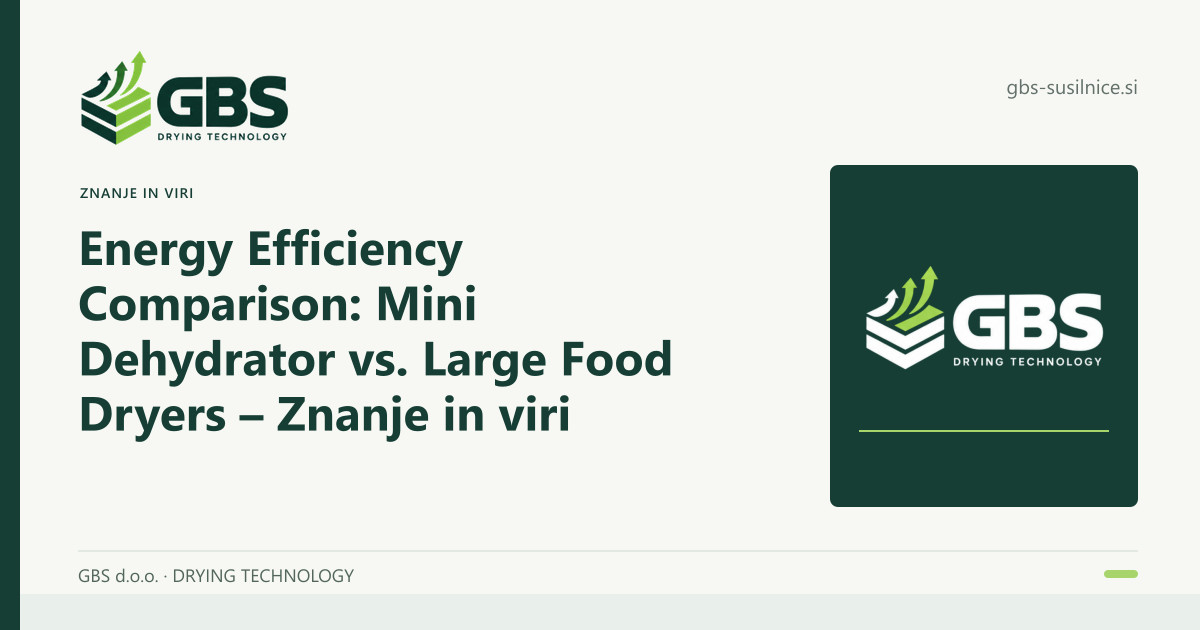 GBS
DRYING TECHNOLOGY
gbs-susilnice.si
ZNANJE IN VIRI
Energy Efficiency
Comparison: Mini
Dehydrator vs. Large Food
Dryers – Znanje in viri
GBS
DRYING TECHNOLOGY
GBS d.o.o. · DRYING TECHNOLOGY